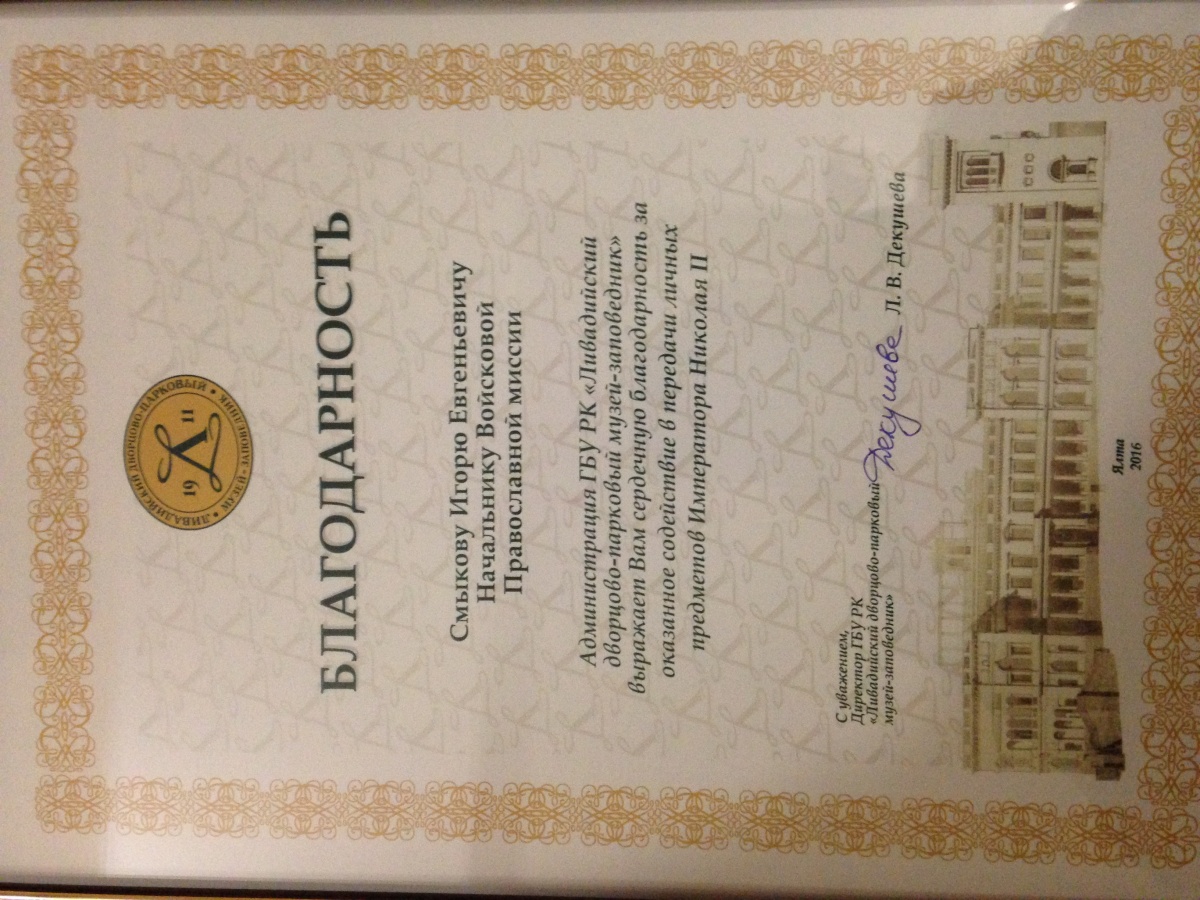 ЛИВАДИЙСКИЙ ДВОРЦОВО-ПАРКОВЫЙ
19 11
МУЗЕЙ-ЗАПОВЕДНИК
БЛАГОДАРНОСТЬ
Смыкову Игорю Евгеньевичу
Начальнику Войсковой
Православной миссии
Администрация ГБУ РК «Ливадийский
дворцово-парковый музей-заповедник»
выражает Вам сердечную благодарность за
оказанное содействие в передачи личных
предметов Императора Николая II
С уважением,
Директор ГБУ РК
«Ливадийский дворцово-парковый
музей-заповедник»
Декушева Л. В. Декушева
Ялта
2016